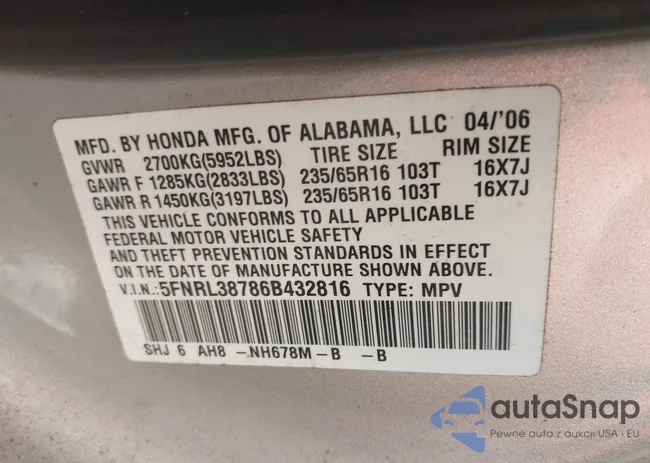 MFD. BY HONDA MFG. OF ALABAMA, LLC 04/'06
GVWR 2700KG(5952LBS) TIRE SIZE RIM SIZE
GAWR F 1285KG(2833LBS) 235/65R16 103T 16X7J
GAWR R 1450KG(3197LBS) 235/65R16 103T 16X7J
THIS VEHICLE CONFORMS TO ALL APPLICABLE
FEDERAL MOTOR VEHICLE SAFETY
AND THEFT PREVENTION STANDARDS IN EFFECT
ON THE DATE OF MANUFACTURE SHOWN ABOVE.
V.I.N.:5FNRL38786B432816 TYPE: MPV
SHJ 6 AH8 -NH678M-B -B
autaSnap
Pewne auta z aukcji USA i EU